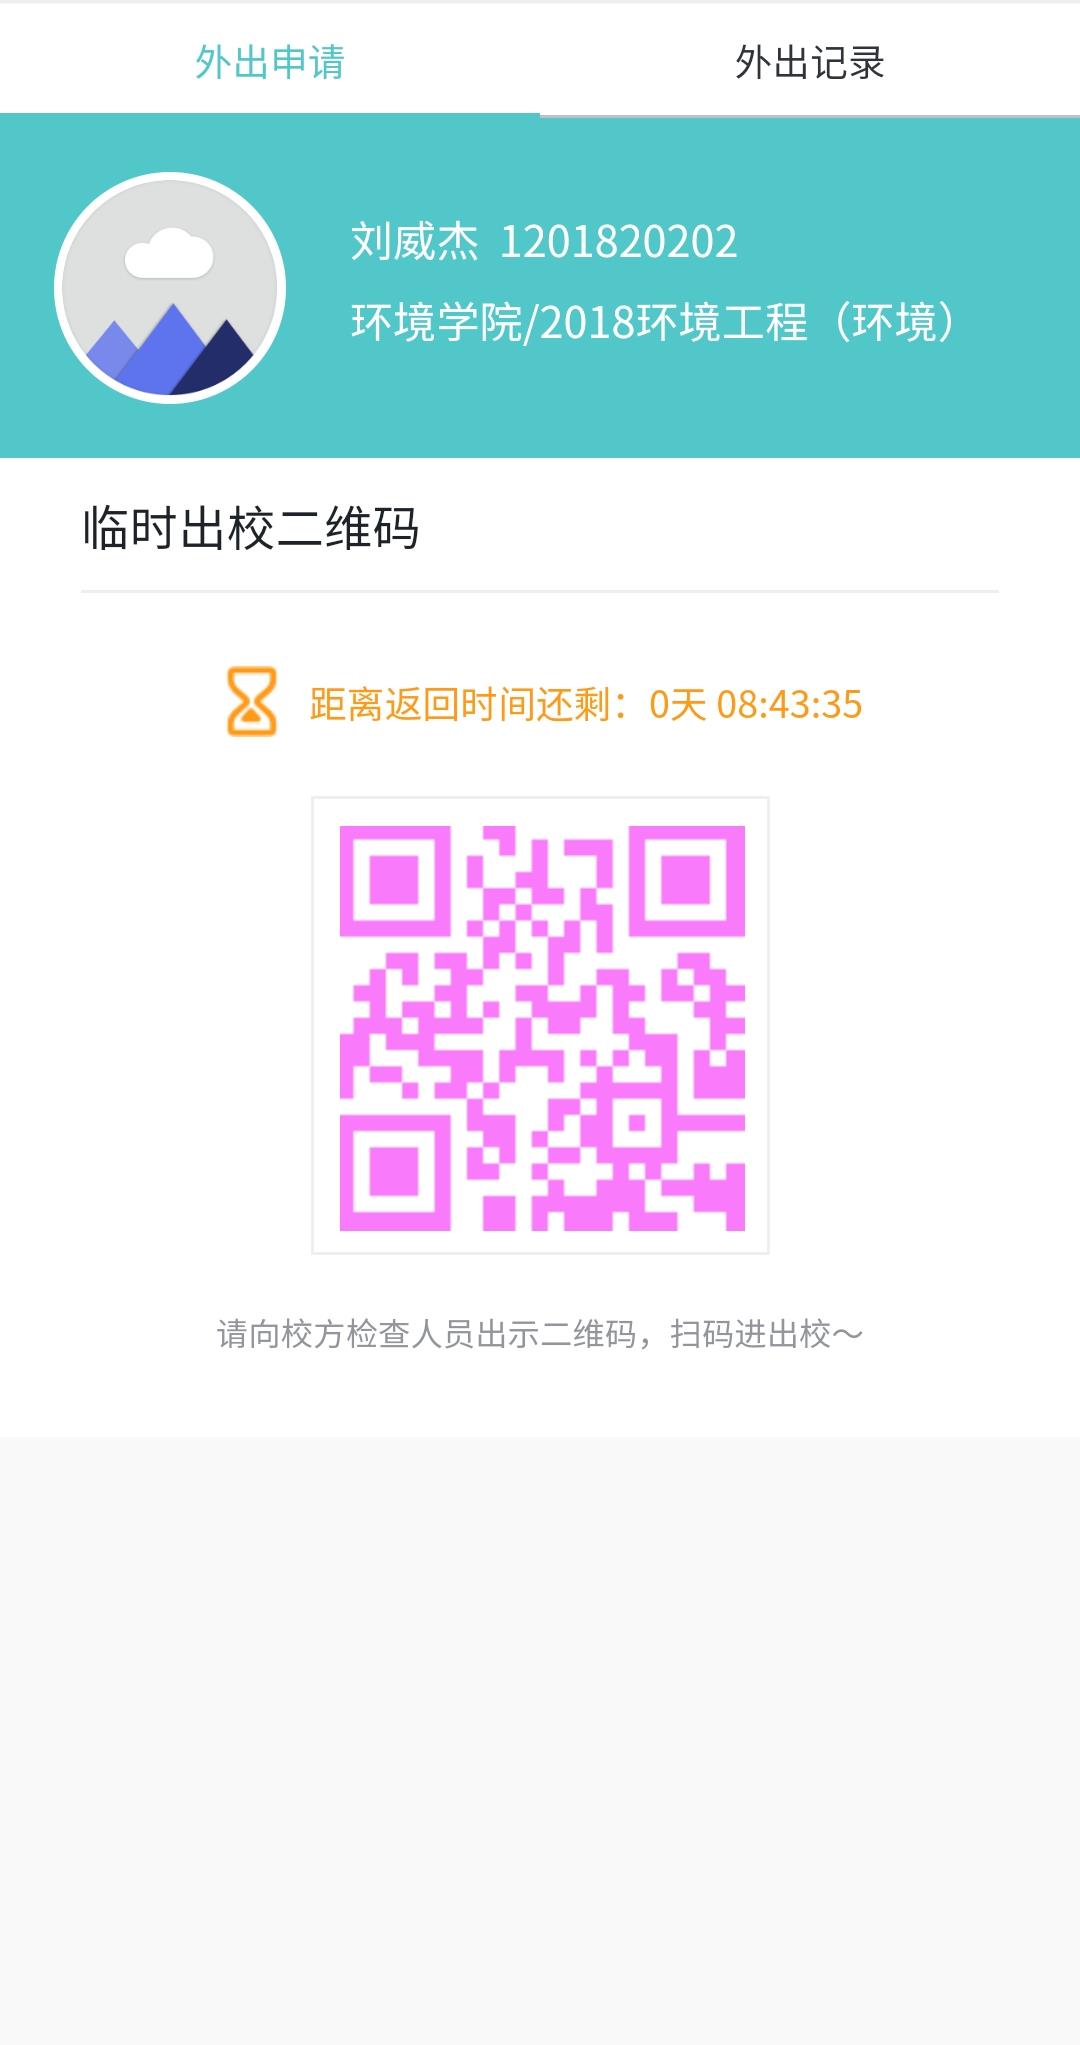 外出申请
外出记录
刘威杰 1201820202
环境学院/2018环境工程（环境）
临时出校二维码
距离返回时间还剩：0天 08:43:35
请向校方检查人员出示二维码，扫码进出校～